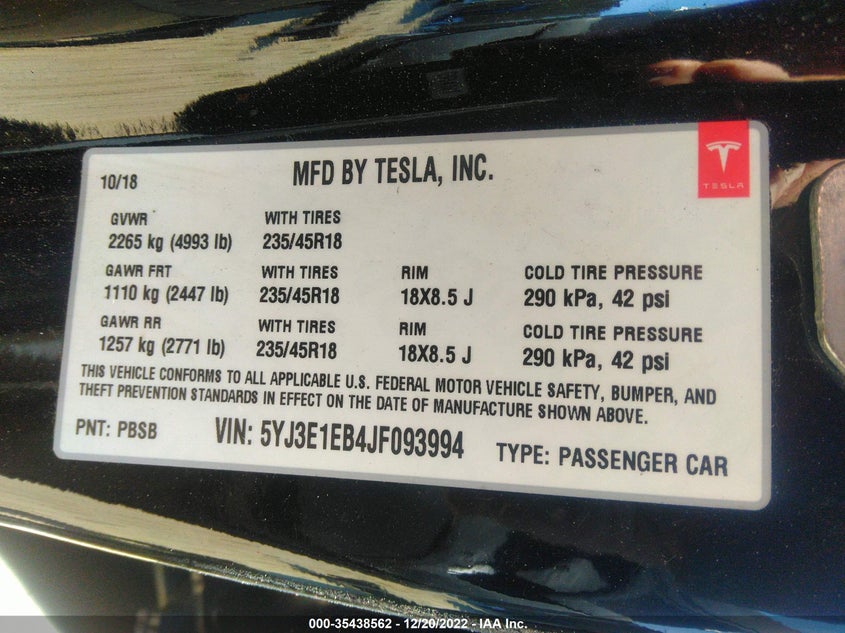 10/18
MFD BY TESLA, INC.
TESLA
GVWR WITH TIRES
2265 kg (4993 lb) 235/45R18
GAWR FRT WITH TIRES RIM COLD TIRE PRESSURE
1110 kg (2447 lb) 235/45R18 18X8.5 J 290 kPa, 42 psi
GAWR RR WITH TIRES RIM COLD TIRE PRESSURE
1257 kg (2771 lb) 235/45R18 18X8.5 J 290 kPa, 42 psi
THIS VEHICLE CONFORMS TO ALL APPLICABLE U.S. FEDERAL MOTOR VEHICLE SAFETY, BUMPER, AND
THEFT PREVENTION STANDARDS IN EFFECT ON THE DATE OF MANUFACTURE SHOWN ABOVE.
PNT: PBSB VIN: 5YJ3E1EB4JF093994 TYPE: PASSENGER CAR
000-35438562 - 12/20/2022 - IAA Inc.